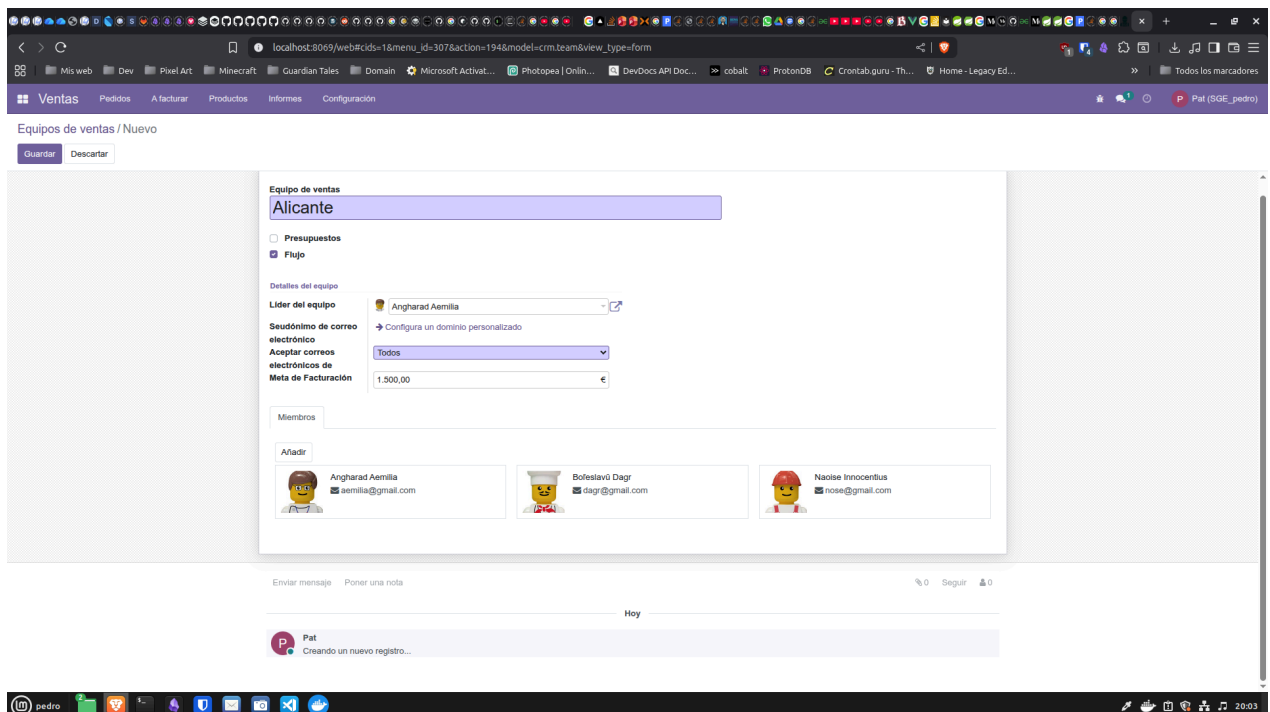 localhost:8069/web#cids=1&menu_id=307&action=194&model=crm.team&view_type=form
Mis web Dev Pixel Art Minecraft Guardian Tales Domain Microsoft Activat... Photopea | Onlin... DevDocs API Doc... cobalt ProtonDB Crontab.guru - Th... Home - Legacy Ed... » Todos los marcadores
Ventas Pedidos A facturar Productos Informes Configuración 1 P Pat (SGE_pedro)
Equipos de ventas / Nuevo
Guardar Descartar
Equipo de ventas
Alicante
Presupuestos
Flujo
Detalles del equipo
Líder del equipo Angharad Aemilia
Seudónimo de correo electrónico Configura un dominio personalizado
Aceptar correos electrónicos de Todos
Meta de Facturación 1.500,00 €
Miembros
Añadir
Angharad Aemilia
aemilia@gmail.com
Bořeslavŭ Dagr
dagr@gmail.com
Naoise Innocentius
nose@gmail.com
Enviar mensaje Poner una nota 0 Seguir 0
Hoy
P Pat
Creando un nuevo registro...
pedro 2 20:03